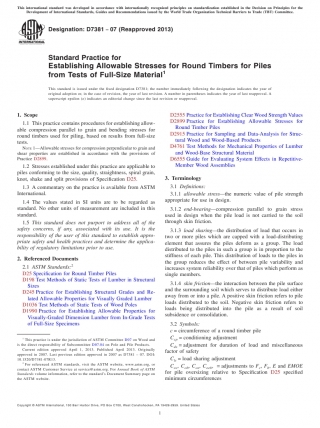 This international standard was developed in accordance with internationally recognized principles on standardization established in the Decision on Principles for the
Development of International Standards, Guides and Recommendations issued by the World Trade Organization Technical Barriers to Trade (TBT) Committee.
Designation: D7381 − 07 (Reapproved 2013)
Standard Practice for
Establishing Allowable Stresses for Round Timbers for Piles
from Tests of Full-Size Material1
This standard is issued under the fixed designation D7381; the number immediately following the designation indicates the year of
original adoption or, in the case of revision, the year of last revision. A number in parentheses indicates the year of last reapproval. A
superscript epsilon (ε) indicates an editorial change since the last revision or reapproval.
1. Scope
1.1 This practice contains procedures for establishing allow-
able compression parallel to grain and bending stresses for
round timbers used for piling, based on results from full-size
tests.
NOTE 1—Allowable stresses for compression perpendicular to grain and
shear properties are established in accordance with the provisions of
Practice D2899.
1.2 Stresses established under this practice are applicable to
piles conforming to the size, quality, straightness, spiral grain,
knot, shake and split provisions of Specification D25.
1.3 A commentary on the practice is available from ASTM
International.
1.4 The values stated in SI units are to be regarded as
standard. No other units of measurement are included in this
standard.
1.5 This standard does not purport to address all of the
safety concerns, if any, associated with its use. It is the
responsibility of the user of this standard to establish appro-
priate safety and health practices and determine the applica-
bility of regulatory limitations prior to use.
2. Referenced Documents
2.1 ASTM Standards:2
D25 Specification for Round Timber Piles
D198 Test Methods of Static Tests of Lumber in Structural
Sizes
D245 Practice for Establishing Structural Grades and Re-
lated Allowable Properties for Visually Graded Lumber
D1036 Test Methods of Static Tests of Wood Poles
D1990 Practice for Establishing Allowable Properties for
Visually-Graded Dimension Lumber from In-Grade Tests
of Full-Size Specimens
1 This practice is under the jurisdiction of ASTM Committee D07 on Wood and
is the direct responsibility of Subcommittee D07.04 on Pole and Pile Products.
Current edition approved April 1, 2013. Published April 2013. Originally
approved in 2007. Last previous edition approved in 2007 as D7381 – 07. DOI:
10.1520/D7381-07R13.
2 For referenced ASTM standards, visit the ASTM website, www.astm.org, or
contact ASTM Customer Service at service@astm.org. For Annual Book of ASTM
Standards volume information, refer to the standard's Document Summary page on
the ASTM website.
D2555 Practice for Establishing Clear Wood Strength Values
D2899 Practice for Establishing Allowable Stresses for
Round Timber Piles
D2915 Practice for Sampling and Data-Analysis for Struc-
tural Wood and Wood-Based Products
D4761 Test Methods for Mechanical Properties of Lumber
and Wood-Base Structural Material
D6555 Guide for Evaluating System Effects in Repetitive-
Member Wood Assemblies
3. Terminology
3.1 Definitions:
3.1.1 allowable stress—the numeric value of pile strength
appropriate for use in design.
3.1.2 end-bearing—compression parallel to grain stress
used in design when the pile load is not carried to the soil
through skin friction.
3.1.3 load sharing—the distribution of load that occurs in
two or more piles which are capped with a load-distributing
element that assures the piles deform as a group. The load
distributed to the piles in such a group is in proportion to the
stiffness of each pile. This distribution of loads to the piles in
the group reduces the effect of between pile variability and
increases system reliability over that of piles which perform as
single members.
3.1.4 skin friction—the interaction between the pile surface
and the surrounding soil which serves to distribute load either
away from or into a pile. A positive skin friction refers to pile
loads distributed to the soil. Negative skin friction refers to
loads being distributed into the pile as a result of soil
subsidence or consolidation.
3.2 Symbols:
c = circumference of a round timber pile
= conditioning adjustment
= adjustment for duration of load and miscellaneous
factor of safety
= load sharing adjustment
= adjustments to
for pile oversizing relative to Specification D25 specified
minimum circumferences
Copyright © ASTM International, 100 Barr Harbor Drive, PO Box C700, West Conshohocken, PA 19428-2959. United States
1